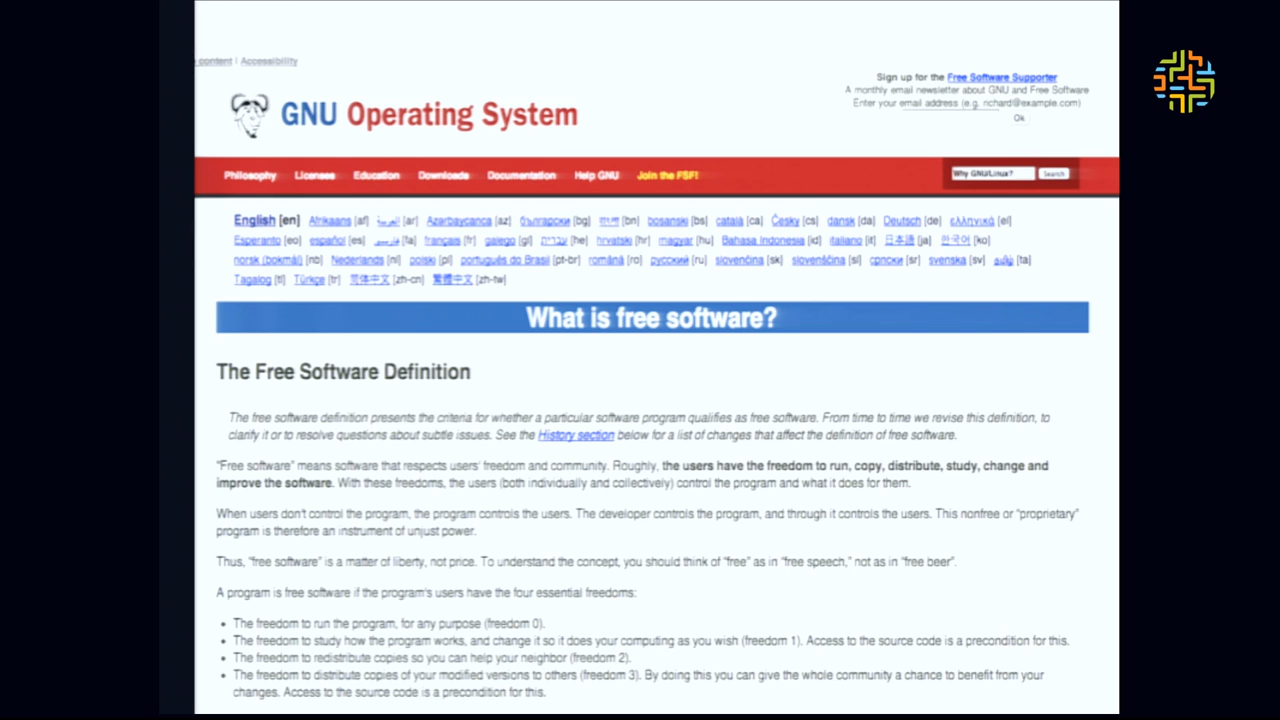 content | Accessibility
Sign up for the Free Software Supporter
A monthly email newsletter about GNU and Free Software
Enter your email address (e.g. richard@example.com)
Ok
GNU Operating System
Philosophy Licenses Education Downloads Documentation Help GNU Join the FSF!
Why GNU/Linux? Search
English [en] Afrikaans [af] العربية [ar] Azərbaycanca [az] български [bg] বাংলা [bn] bosanski [bs] català [ca] Česky [cs] dansk [da] Deutsch [de] ελληνικά [el]
Esperanto [eo] español [es] فارسی [fa] français [fr] galego [gl] עברית [he] hrvatski [hr] magyar [hu] Bahasa Indonesia [id] italiano [it] 日本語 [ja] 한국어 [ko]
norsk (bokmål) [nb] Nederlands [nl] polski [pl] português do Brasil [pt-br] română [ro] русский [ru] slovenčina [sk] slovenščina [sl] српски [sr] svenska [sv] தமிழ் [ta]
Tagalog [tl] Türkçe [tr] 简体中文 [zh-cn] 繁體中文 [zh-tw]
What is free software?
The Free Software Definition
The free software definition presents the criteria for whether a particular software program qualifies as free software. From time to time we revise this definition, to
clarify it or to resolve questions about subtle issues. See the History section below for a list of changes that affect the definition of free software.
“Free software” means software that respects users' freedom and community. Roughly, the users have the freedom to run, copy, distribute, study, change and
improve the software. With these freedoms, the users (both individually and collectively) control the program and what it does for them.
When users don't control the program, the program controls the users. The developer controls the program, and through it controls the users. This nonfree or “proprietary”
program is therefore an instrument of unjust power.
Thus, “free software” is a matter of liberty, not price. To understand the concept, you should think of “free” as in “free speech,” not as in “free beer”.
A program is free software if the program's users have the four essential freedoms:
• The freedom to run the program, for any purpose (freedom 0).
• The freedom to study how the program works, and change it so it does your computing as you wish (freedom 1). Access to the source code is a precondition for this.
• The freedom to redistribute copies so you can help your neighbor (freedom 2).
• The freedom to distribute copies of your modified versions to others (freedom 3). By doing this you can give the whole community a chance to benefit from your
changes. Access to the source code is a precondition for this.